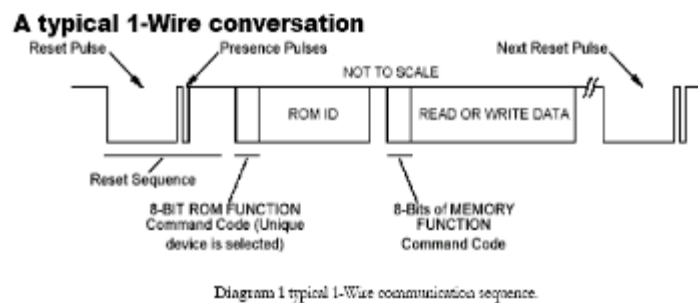 A typical 1-Wire conversation
Reset Pulse
Presence Pulses
Next Reset Pulse
NOT TO SCALE
ROM ID
READ OR WRITE DATA
Reset Sequence
8-BIT ROM FUNCTION
Command Code (Unique
device is selected)
8-Bits of MEMORY
FUNCTION
Command Code
Diagram 1 typical 1-Wire communication sequence.